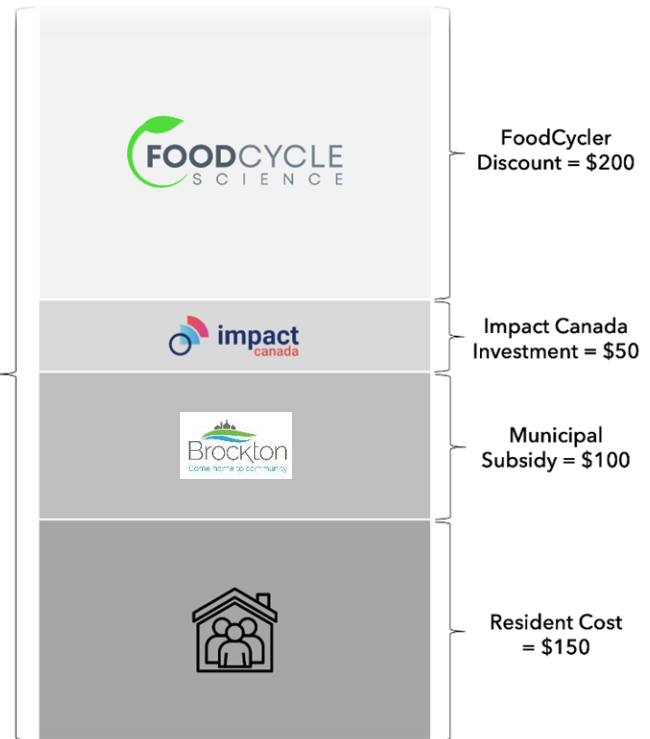 FOODCYCLE
SCIENCE
FoodCycler
Discount = $200
impact
canada
Impact Canada
Investment = $50
Brockton
Come home to community
Municipal
Subsidy = $100
Resident Cost
= $150